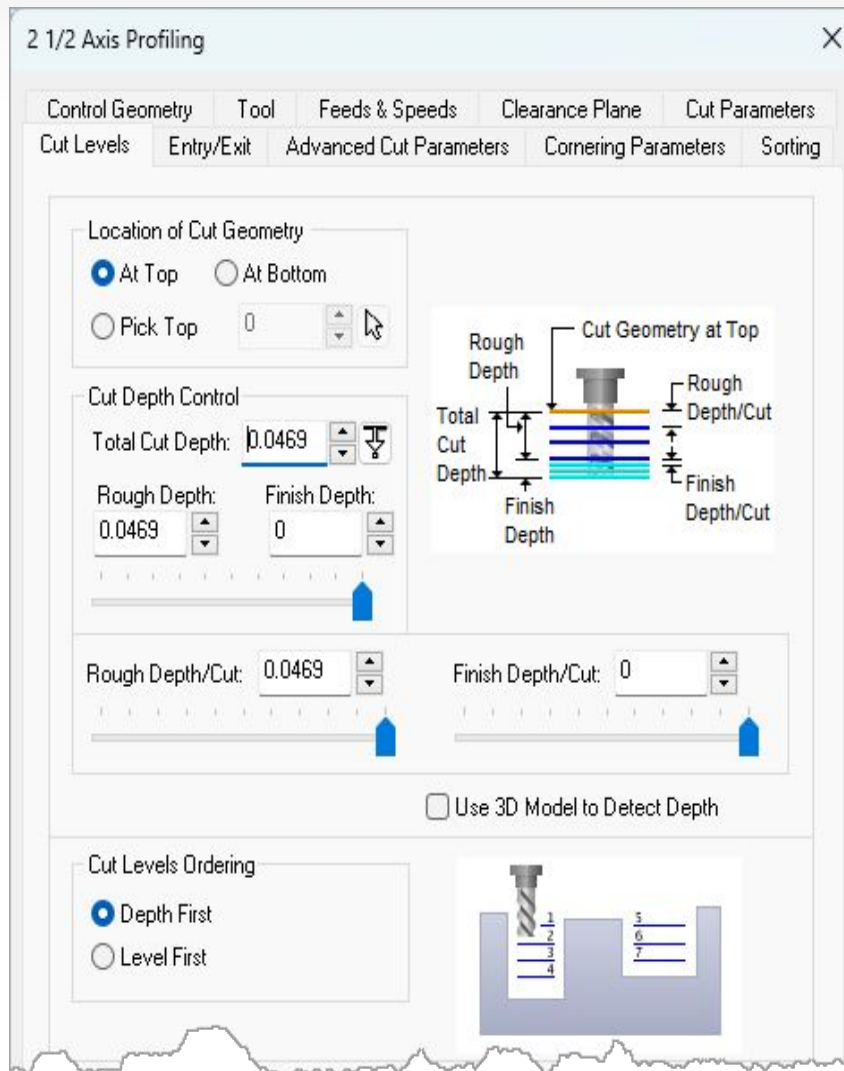 2 1/2 Axis Profiling
Control Geometry Tool Feeds & Speeds Clearance Plane Cut Parameters
Cut Levels Entry/Exit Advanced Cut Parameters Cornering Parameters Sorting
Location of Cut Geometry
At Top At Bottom
Pick Top 0
Cut Depth Control
Total Cut Depth: 0.0469
Rough Depth: Finish Depth:
0.0469 0
Cut Geometry at Top
Rough
Depth
Rough
Depth/Cut
Total
Cut
Depth
Finish
Depth
Finish
Depth/Cut
Rough Depth/Cut: 0.0469 Finish Depth/Cut: 0
Use 3D Model to Detect Depth
Cut Levels Ordering
Depth First
Level First
1
2
3
4
5
6
7